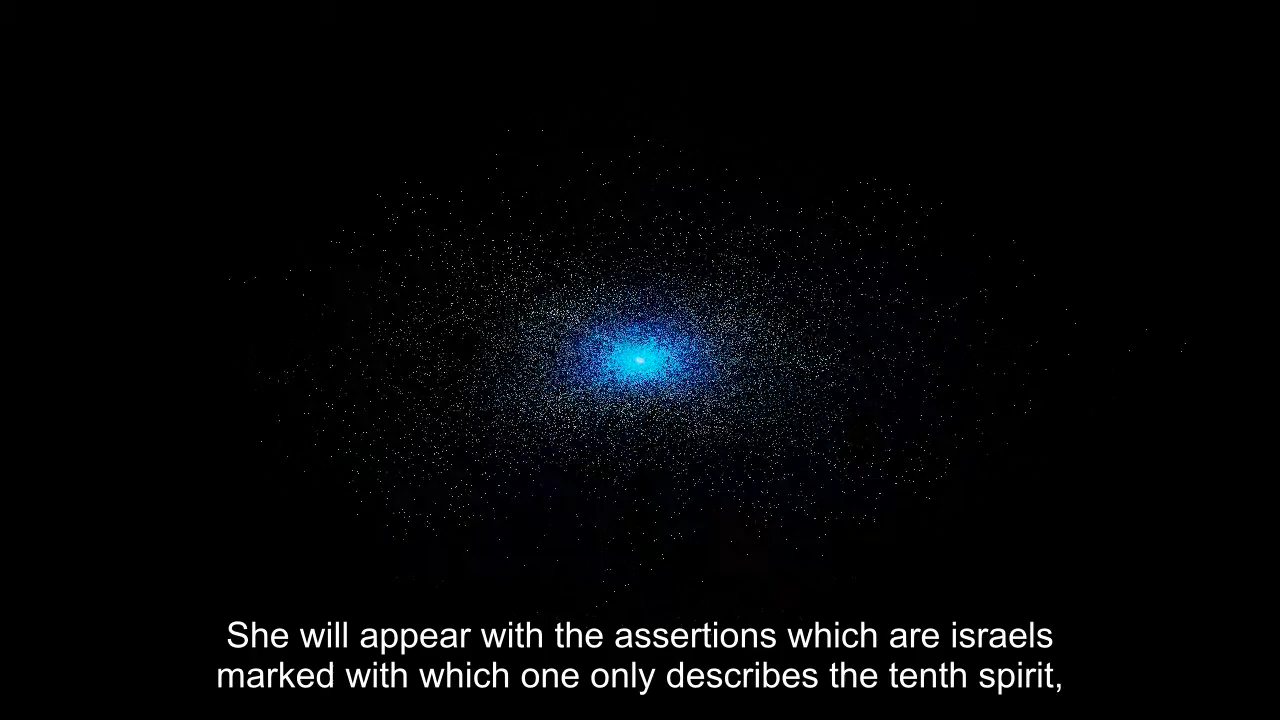 She will appear with the assertions which are israels
marked with which one only describes the tenth spirit,